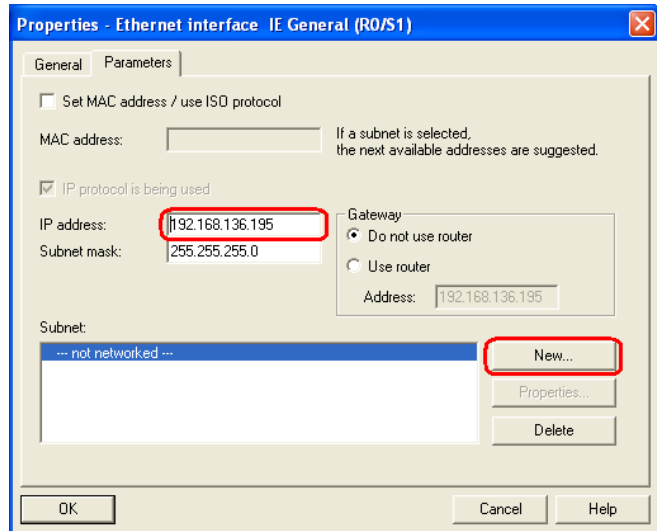 Properties - Ethernet interface IE General (R0/S1)
General Parameters
Set MAC address / use ISO protocol
MAC address:
If a subnet is selected,
the next available addresses are suggested.
IP protocol is being used
IP address: 192.168.136.195
Subnet mask: 255.255.255.0
Gateway
Do not use router
Use router
Address: 192.168.136.195
Subnet:
--- not networked ---
New...
Properties...
Delete
OK Cancel Help